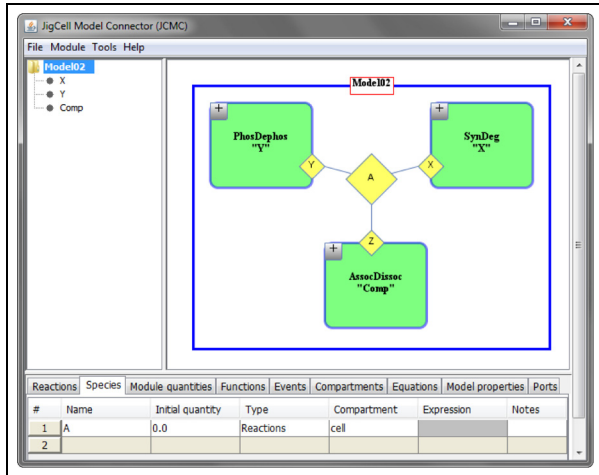 JigCell Model Connector (JCMC)
File Module Tools Help
Model02
X
Y
Comp
Model02
+
PhosDephos
"Y"
Y
+
SynDeg
"X"
X
A
Z
+
AssocDissoc
"Comp"
Reactions Species Module quantities Functions Events Compartments Equations Model properties Ports
# Name Initial quantity Type Compartment Expression Notes
1 A 0.0 Reactions cell
2